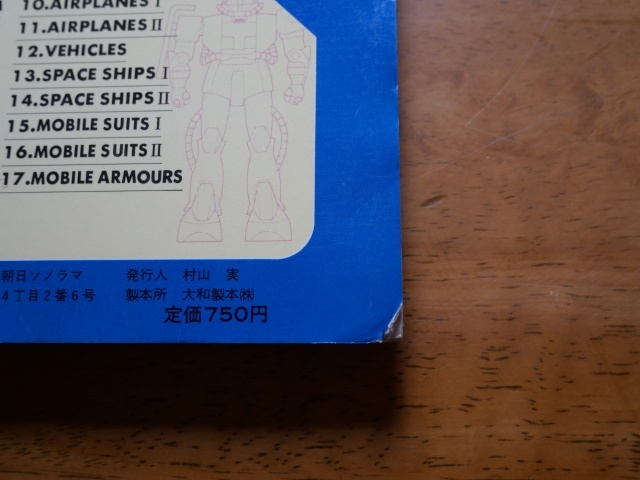 10.AIRPLANES I
11.AIRPLANES II
12.VEHICLES
13.SPACE SHIPS I
14.SPACE SHIPS II
15.MOBILE SUITS I
16.MOBILE SUITS II
17.MOBILE ARMOURS
朝日ソノラマ 発行人 村山 実
4丁目2番6号 製本所 大和製本㈱
定価750円